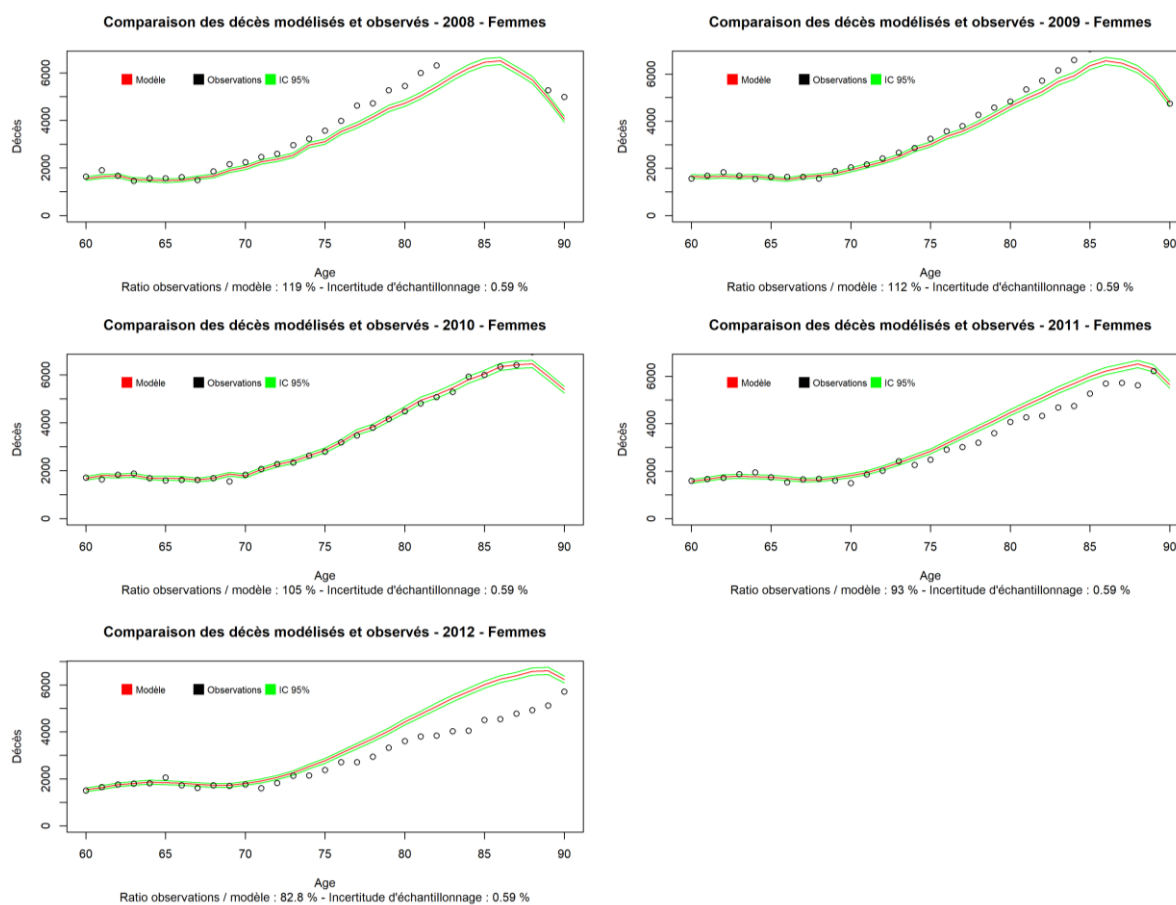 Comparaison des décès modélisés et observés - 2008 - Femmes
Modèle Observations IC 95%
Décès
0 2000 4000 6000
60 65 70 75 80 85 90
Age
Ratio observations / modèle : 119 % - Incertitude d'échantillonnage : 0.59 %
Comparaison des décès modélisés et observés - 2009 - Femmes
Modèle Observations IC 95%
Décès
0 2000 4000 6000
60 65 70 75 80 85 90
Age
Ratio observations / modèle : 112 % - Incertitude d'échantillonnage : 0.59 %
Comparaison des décès modélisés et observés - 2010 - Femmes
Modèle Observations IC 95%
Décès
0 2000 4000 6000
60 65 70 75 80 85 90
Age
Ratio observations / modèle : 105 % - Incertitude d'échantillonnage : 0.59 %
Comparaison des décès modélisés et observés - 2011 - Femmes
Modèle Observations IC 95%
Décès
0 2000 4000 6000
60 65 70 75 80 85 90
Age
Ratio observations / modèle : 93 % - Incertitude d'échantillonnage : 0.59 %
Comparaison des décès modélisés et observés - 2012 - Femmes
Modèle Observations IC 95%
Décès
0 2000 4000 6000
60 65 70 75 80 85 90
Age
Ratio observations / modèle : 82.8 % - Incertitude d'échantillonnage : 0.59 %